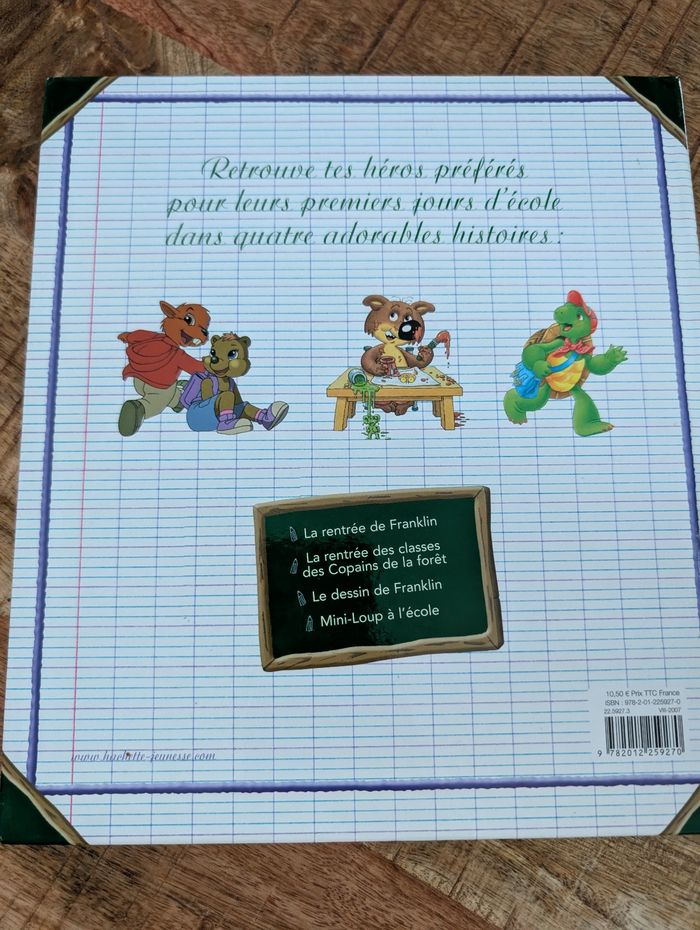 Retrouve tes héros préférés
pour leurs premiers jours d'école
dans quatre adorables histoires :
La rentrée de Franklin
La rentrée des classes
des Copains de la forêt
Le dessin de Franklin
Mini-Loup à l'école
10,50 € Prix TTC France
ISBN : 978-2-01-225927-0
22.5927.3 VII-2007
9 782012 259270
www.hachette-jeunesse.com